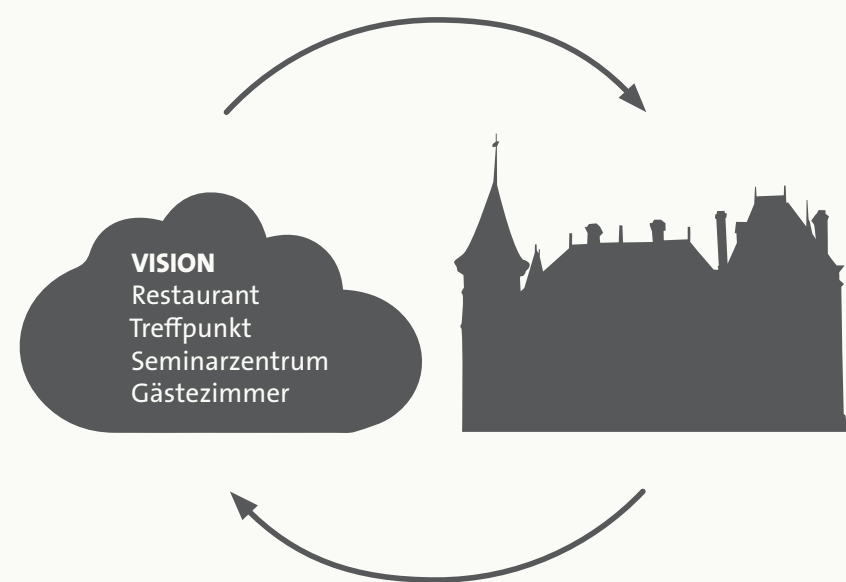 VISION
Restaurant
Treffpunkt
Seminarzentrum
Gästezimmer